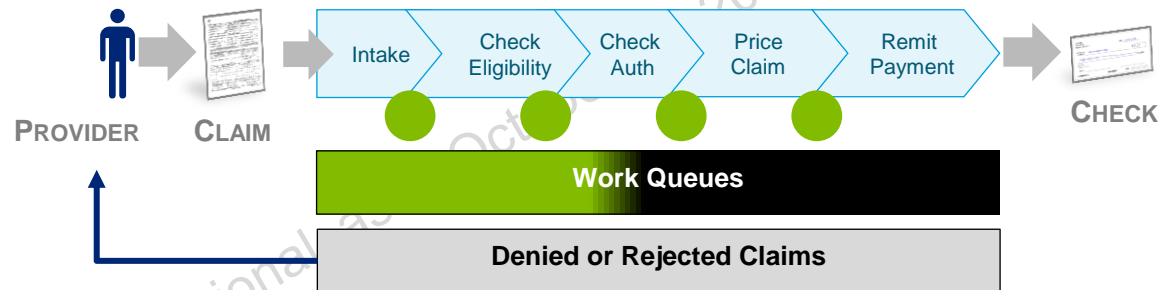 Intake
Check
Eligibility
Check
Auth
Price
Claim
Remit
Payment
PROVIDER
CLAIM
CHECK
Work Queues
Denied or Rejected Claims